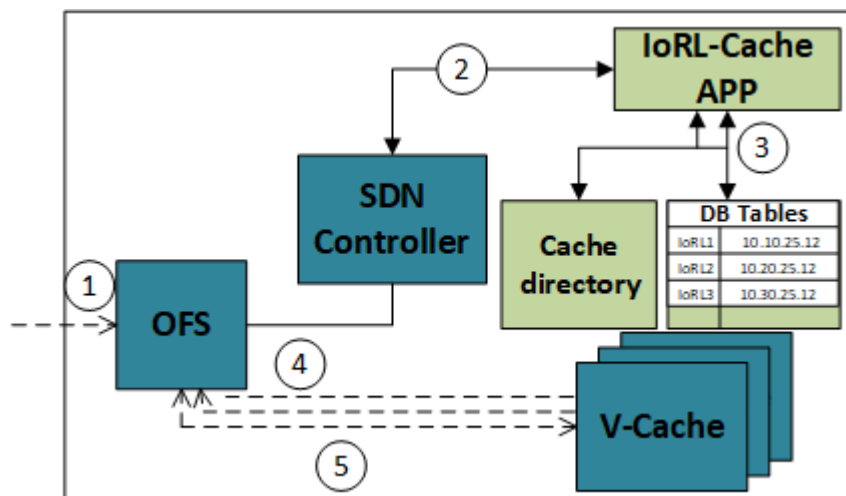 IoRL-Cache
APP
2
3
SDN
Controller
DB Tables
IoRL1 10 .10.25.12
IoRL2 10.20.25.12
IoRL3 10.30.25.12
Cache
directory
1
OFS
4
V-Cache
5